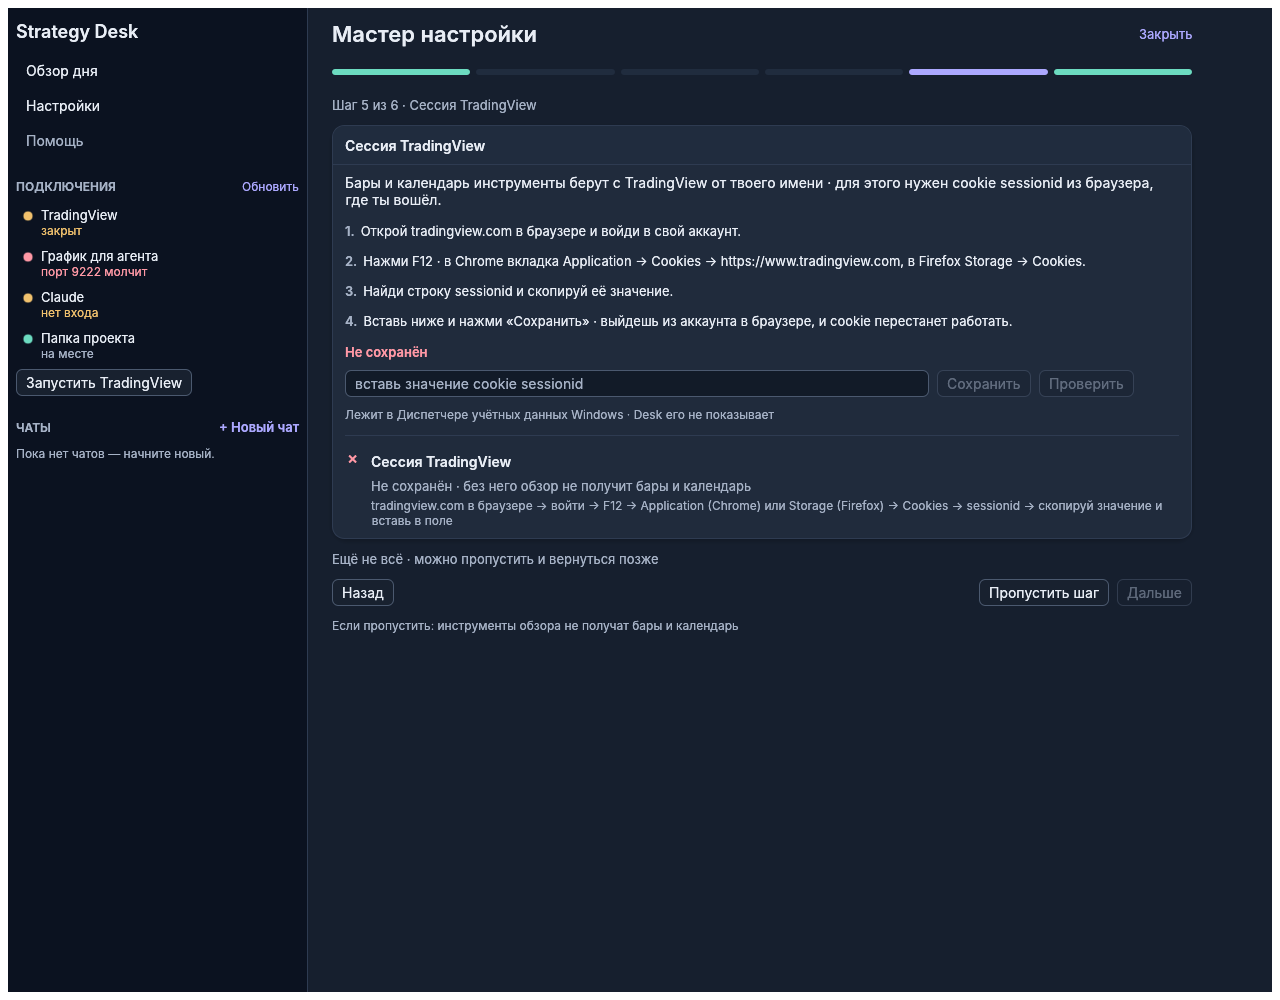 Strategy Desk
Обзор дня
Настройки
Помощь
ПОДКЛЮЧЕНИЯ
Обновить
TradingView
закрыт
График для агента
порт 9222 молчит
Claude
нет входа
Папка проекта
на месте
Запустить TradingView
ЧАТЫ
+ Новый чат
Пока нет чатов — начните новый.
Мастер настройки
Закрыть
Шаг 5 из 6 · Сессия TradingView
Сессия TradingView
Бары и календарь инструменты берут с TradingView от твоего имени · для этого нужен cookie sessionid из браузера,
где ты вошёл.
1. Открой tradingview.com в браузере и войди в свой аккаунт.
2. Нажми F12 · в Chrome вкладка Application → Cookies → https://www.tradingview.com, в Firefox Storage → Cookies.
3. Найди строку sessionid и скопируй её значение.
4. Вставь ниже и нажми «Сохранить» · выйдешь из аккаунта в браузере, и cookie перестанет работать.
Не сохранён
вставь значение cookie sessionid
Сохранить
Проверить
Лежит в Диспетчере учётных данных Windows · Desk его не показывает
× Сессия TradingView
Не сохранён · без него обзор не получит бары и календарь
tradingview.com в браузере → войти → F12 → Application (Chrome) или Storage (Firefox) → Cookies → sessionid → скопируй значение и
вставь в поле
Ещё не всё · можно пропустить и вернуться позже
Назад
Пропустить шаг
Дальше
Если пропустить: инструменты обзора не получат бары и календарь